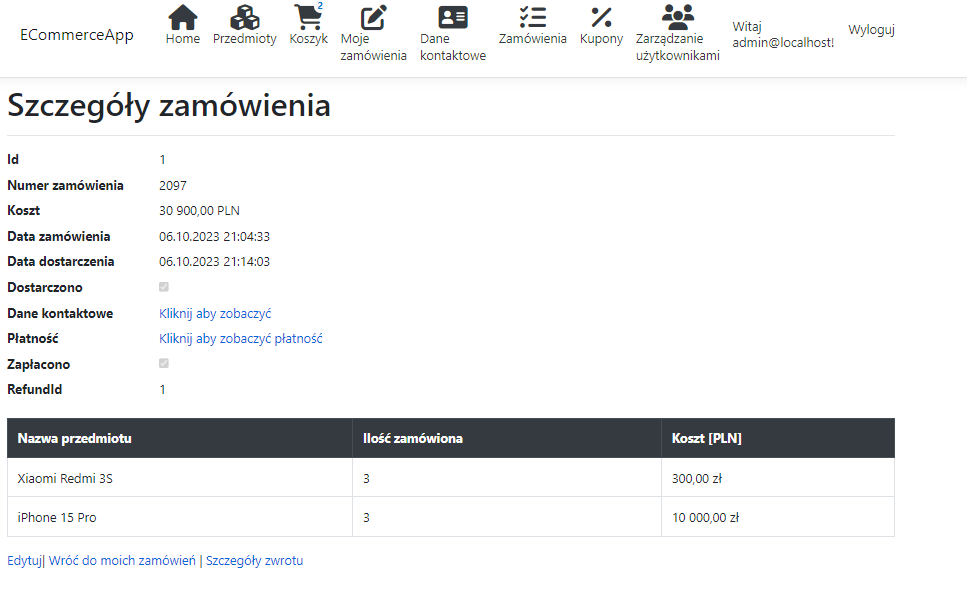 ECommerceApp
Home
Przedmioty
2
Koszyk
Moje
zamówienia
Dane
kontaktowe
Zamówienia
Kupony
Zarządzanie
użytkownikami
Witaj
admin@localhost!
Wyloguj
Szczegóły zamówienia
Id 1
Numer zamówienia 2097
Koszt 30 900,00 PLN
Data zamówienia 06.10.2023 21:04:33
Data dostarczenia 06.10.2023 21:14:03
Dostarczono
Dane kontaktowe Kliknij aby zobaczyć
Płatność Kliknij aby zobaczyć płatność
Zapłacono
RefundId 1
Nazwa przedmiotu Ilość zamówiona Koszt [PLN]
Xiaomi Redmi 3S 3 300,00 zł
iPhone 15 Pro 3 10 000,00 zł
Edytuj| Wróć do moich zamówień | Szczegóły zwrotu